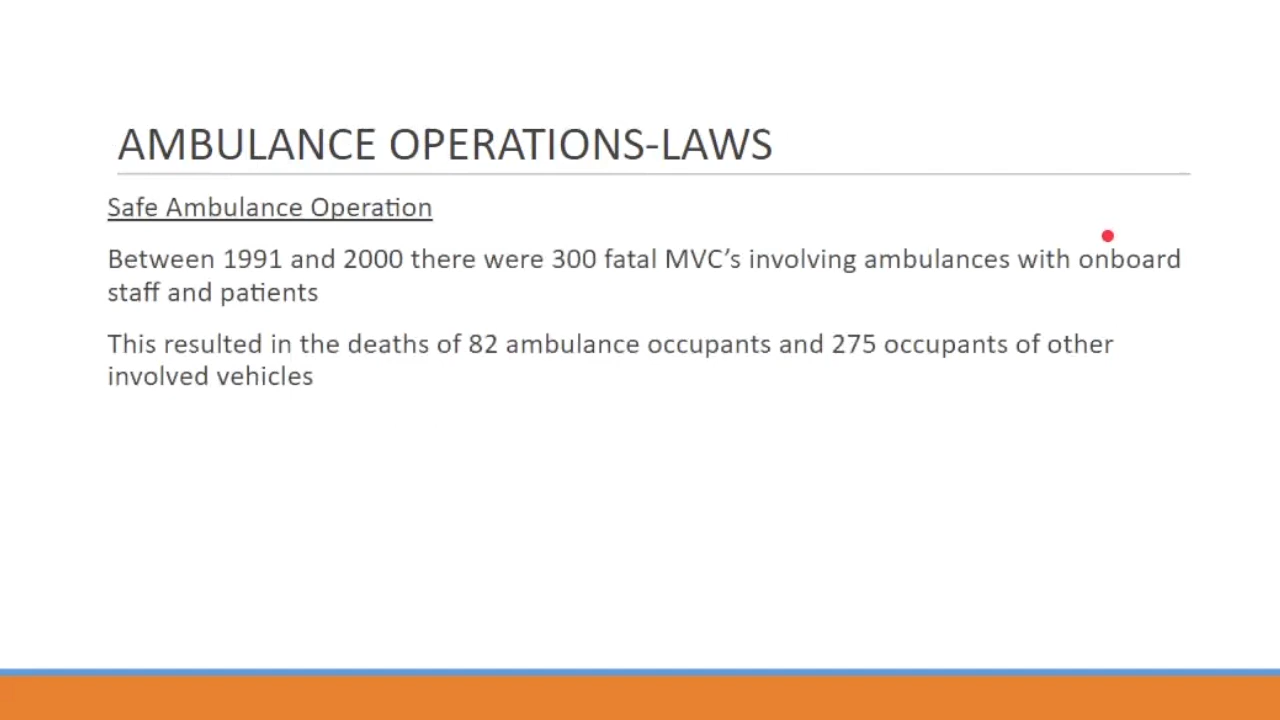 AMBULANCE OPERATIONS-LAWS
Safe Ambulance Operation
Between 1991 and 2000 there were 300 fatal MVC’s involving ambulances with onboard
staff and patients
This resulted in the deaths of 82 ambulance occupants and 275 occupants of other
involved vehicles